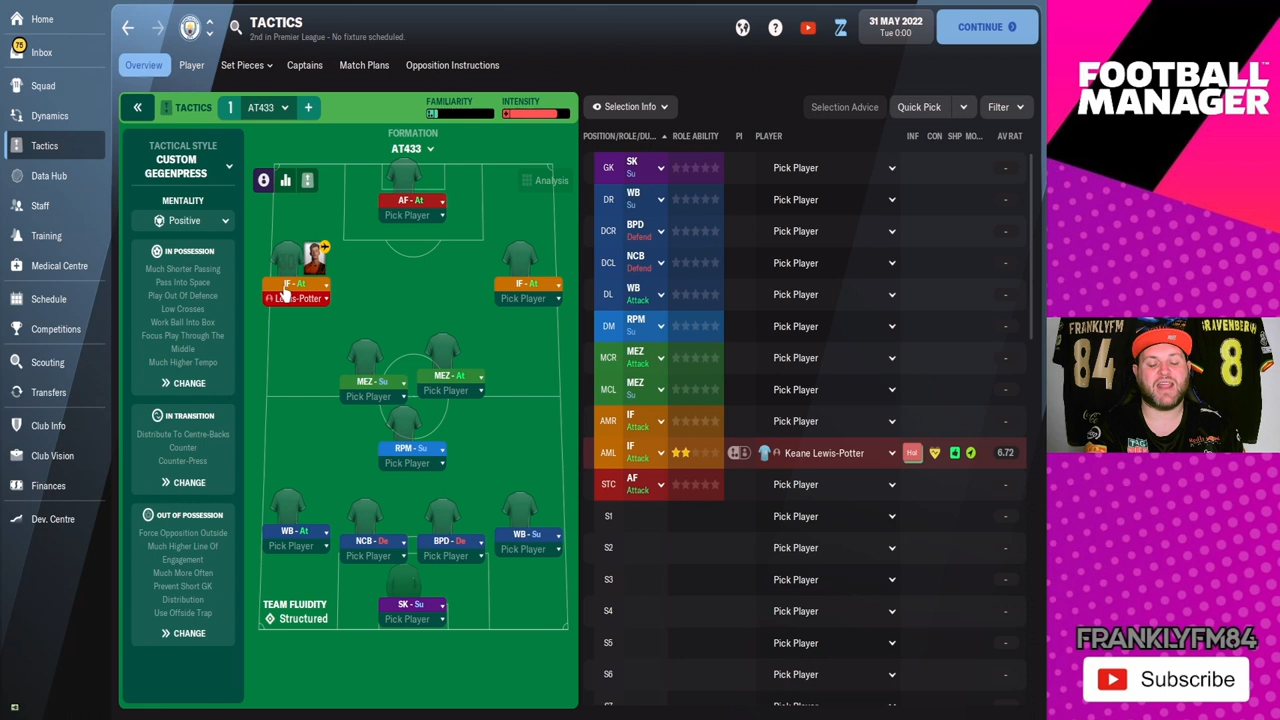 Home
75
Inbox
Squad
Dynamics
Tactics
Data Hub
Staff
Training
Medical Centre
Schedule
Competitions
Scouting
Transfers
Club Info
Club Vision
Finances
Dev. Centre
TACTICS
2nd in Premier League - No fixture scheduled.
31 MAY 2022
Tue 0:00
CONTINUE
Overview
Player
Set Pieces
Captains
Match Plans
Opposition Instructions
TACTICS
1
AT433
FAMILIARITY
INTENSITY
TACTICAL STYLE
CUSTOM
GEGENPRESS
MENTALITY
Positive
IN POSSESSION
Much Shorter Passing
Pass Into Space
Play Out Of Defence
Low Crosses
Work Ball Into Box
Focus Play Through The
Middle
Much Higher Tempo
CHANGE
IN TRANSITION
Distribute To Centre-Backs
Counter
Counter-Press
CHANGE
OUT OF POSSESSION
Force Opposition Outside
Much Higher Line Of
Engagement
Much More Often
Prevent Short GK
Distribution
Use Offside Trap
CHANGE
FORMATION
AT433
Analysis
AF - At
Pick Player
IF - At
Lewis-Potter
IF - At
Pick Player
MEZ - Su
Pick Player
MEZ - At
Pick Player
RPM - Su
Pick Player
WB - At
Pick Player
NCB - De
Pick Player
BPD - De
Pick Player
WB - Su
Pick Player
SK - Su
Pick Player
TEAM FLUIDITY
Structured
Selection Info
Selection Advice
Quick Pick
Filter
POSITION/ROLE/DU... ROLE ABILITY PI PLAYER INF CON SHP MO... AV RAT
GK SK Su Pick Player -
DR WB Su Pick Player -
DCR BPD Defend Pick Player -
DCL NCB Defend Pick Player -
DL WB Attack Pick Player -
DM RPM Su Pick Player -
MCR MEZ Attack Pick Player -
MCL MEZ Su Pick Player -
AMR IF Attack Pick Player -
AML IF Attack Keane Lewis-Potter Hol 6.72
STC AF Attack Pick Player -
S1 Pick Player -
S2 Pick Player -
S3 Pick Player -
S4 Pick Player -
S5 Pick Player -
S6 Pick Player -
FOOTBALL
MANAGER™
FRANKLYFM
84
RAVENBERCH
8
FRANKLYFM84
Subscribe